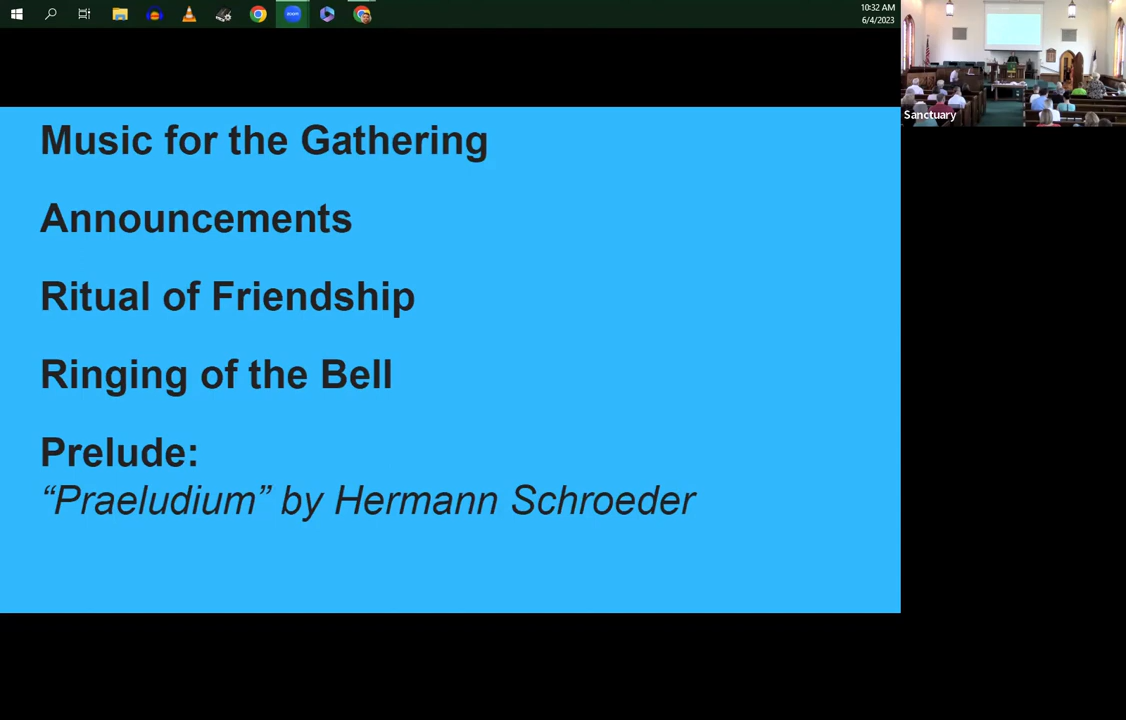 10:32 AM
6/4/2023
zoom
Sanctuary
Music for the Gathering
Announcements
Ritual of Friendship
Ringing of the Bell
Prelude:
“Praeludium” by Hermann Schroeder